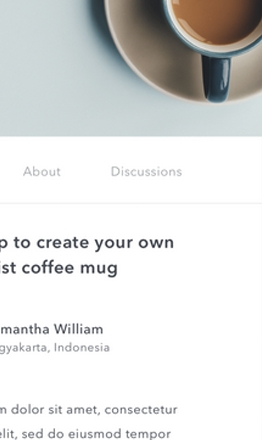 About Discussions
p to create your own
ist coffee mug
mantha William
gyakarta, Indonesia
m dolor sit amet, consectetur
elit, sed do eiusmod tempor